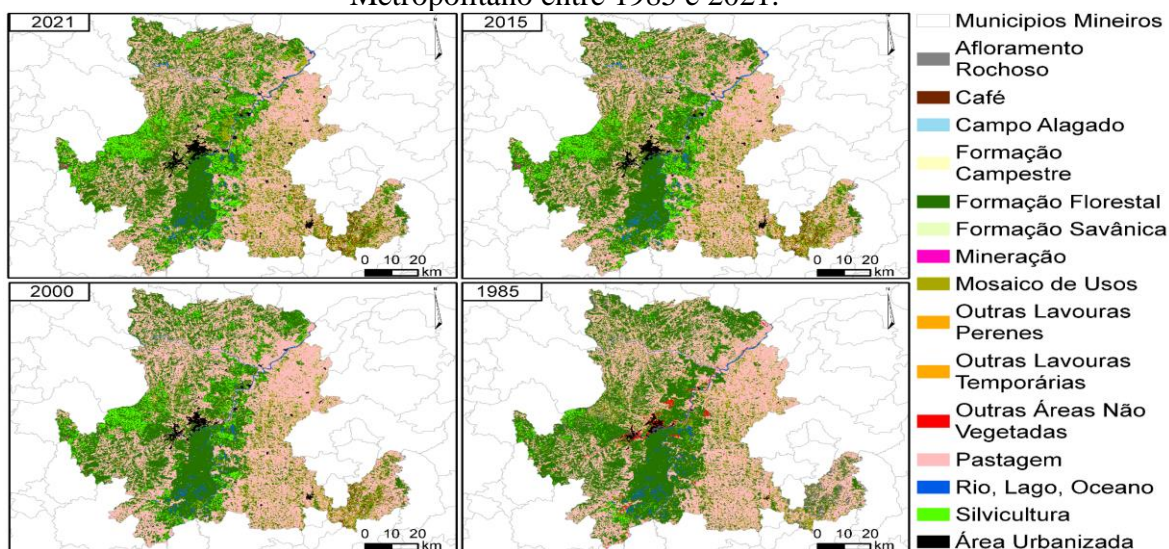 Metropolitano entre 1985 e 2021.
2021
0 10 20
km
2015
0 10 20
km
2000
0 10 20
km
1985
0 10 20
km
Municipios Mineiros
Afloramento
Rochoso
Café
Campo Alagado
Formação
Campestre
Formação Florestal
Formação Savânica
Mineração
Mosaico de Usos
Outras Lavouras
Perenes
Outras Lavouras
Temporárias
Outras Áreas Não
Vegetadas
Pastagem
Rio, Lago, Oceano
Silvicultura
Área Urbanizada